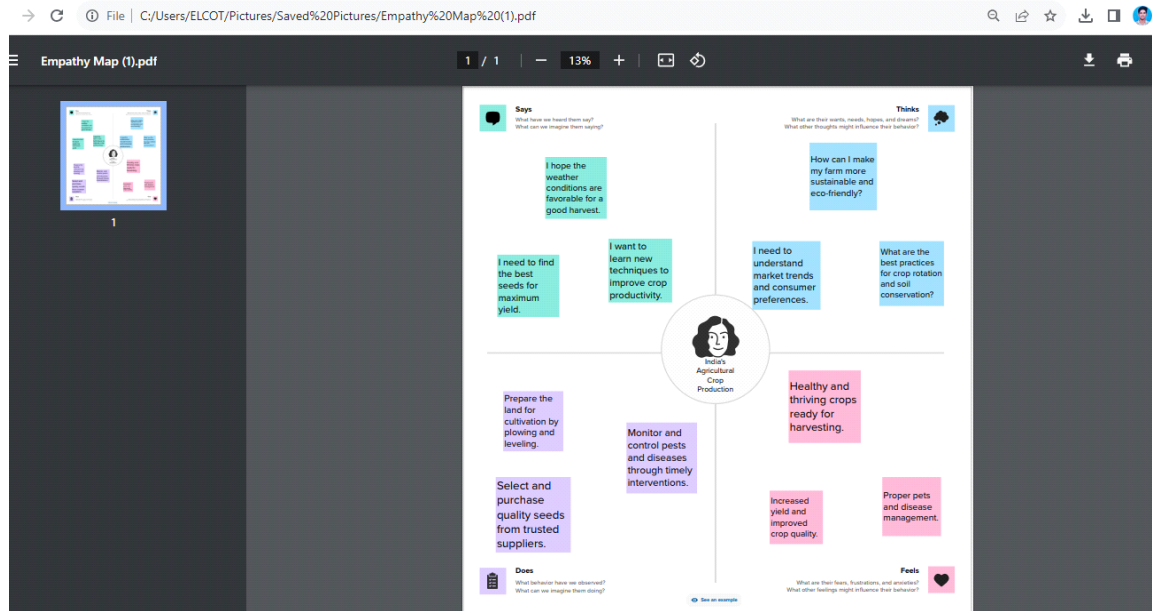 File
C:/Users/ELCOT/Pictures/Saved%20Pictures/Empathy%20Map%20(1).pdf
Empathy Map (1).pdf
1 / 1
13%
1
Says
What have we heard them say?
What can we imagine them saying?
Thinks
What are their wants, needs, hopes, and dreams?
What other thoughts might influence their behavior?
I hope the
weather
conditions are
favorable for a
good harvest.
I need to find
the best
seeds for
maximum
yield.
I want to
learn new
techniques to
improve crop
productivity.
How can I make
my farm more
sustainable and
eco-friendly?
I need to
understand
market trends
and consumer
preferences.
What are the
best practices
for crop rotation
and soil
conservation?
India's
Agricultural
Crop
Production
Prepare the
land for
cultivation by
plowing and
leveling.
Monitor and
control pests
and diseases
through timely
interventions.
Select and
purchase
quality seeds
from trusted
suppliers.
Healthy and
thriving crops
ready for
harvesting.
Increased
yield and
improved
crop quality.
Proper pets
and disease
management.
Does
What behavior have we observed?
What can we imagine them doing?
Feels
What are their fears, frustrations, and anxieties?
What other feelings might influence their behavior?
See an example